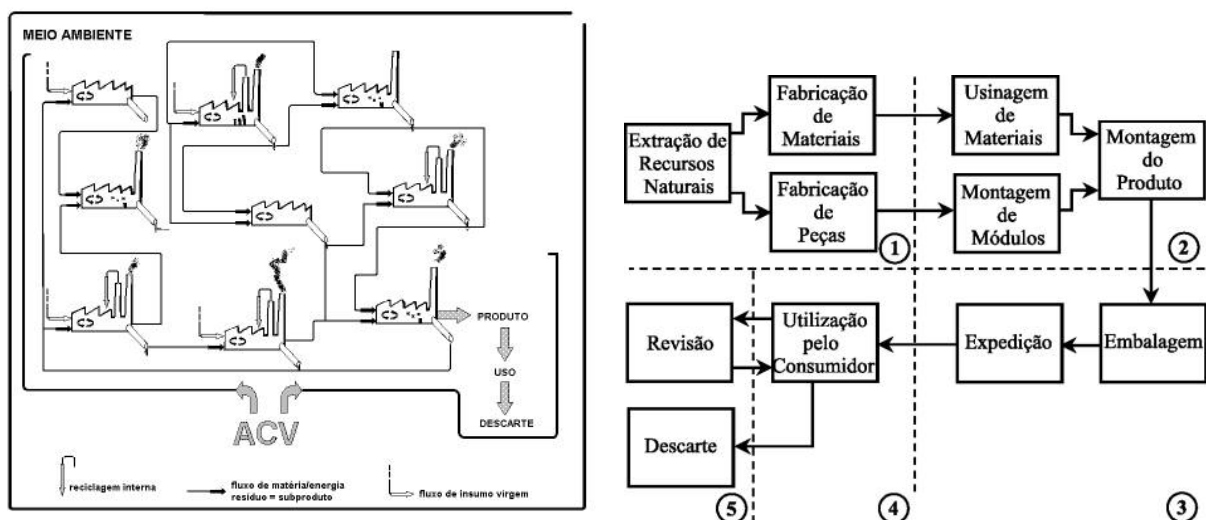 MEIO AMBIENTE
PRODUTO
USO
DESCARTE
ACV
reciclagem interna
fluxo de matéria/energia
resíduo = subproduto
fluxo de insumo virgem
Extração de
Recursos
Naturais
Fabricação
de
Materiais
Fabricação
de
Peças
1
Usinagem
de
Materiais
Montagem
de
Módulos
Montagem
do
Produto
2
Revisão
Utilização
pelo
Consumidor
Expedição
Embalagem
Descarte
5
4
3